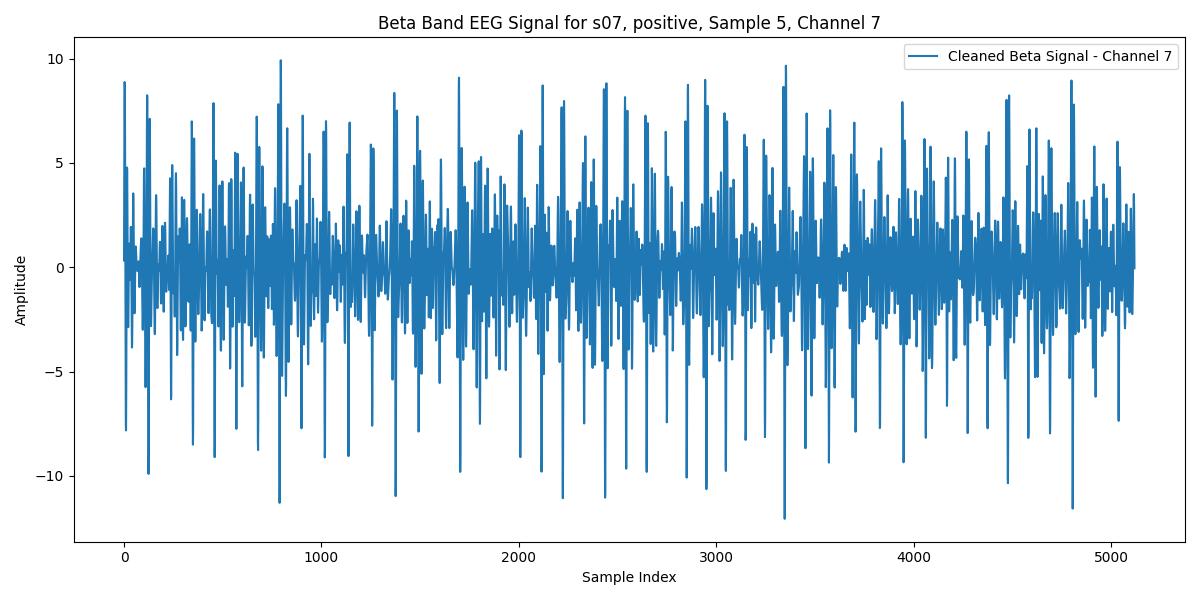 Beta Band EEG Signal for s07, positive, Sample 5, Channel 7
Cleaned Beta Signal - Channel 7
10
5
0
−5
−10
Amplitude
0 1000 2000 3000 4000 5000
Sample Index